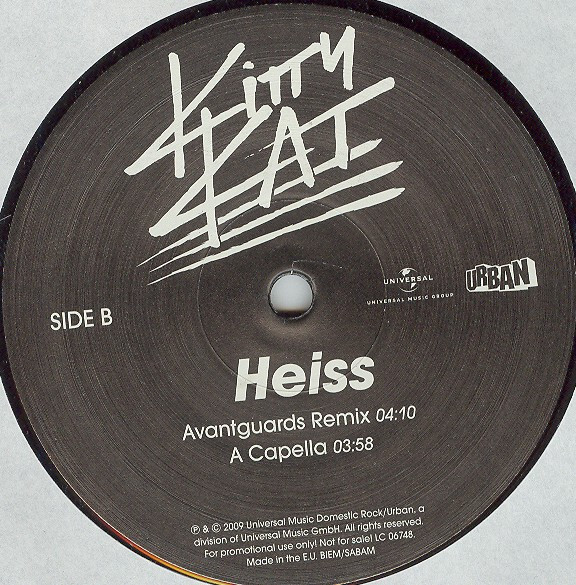 Kitty
Kat
UNIVERSAL
UNIVERSAL MUSIC GROUP
URBAN
SIDE B
Heiss
Avantguards Remix 04:10
A Capella 03:58
℗ & © 2009 Universal Music Domestic Rock/Urban, a
division of Universal Music GmbH. All rights reserved.
For promotional use only! Not for sale! LC 06748.
Made in the E.U. BIEM/SABAM